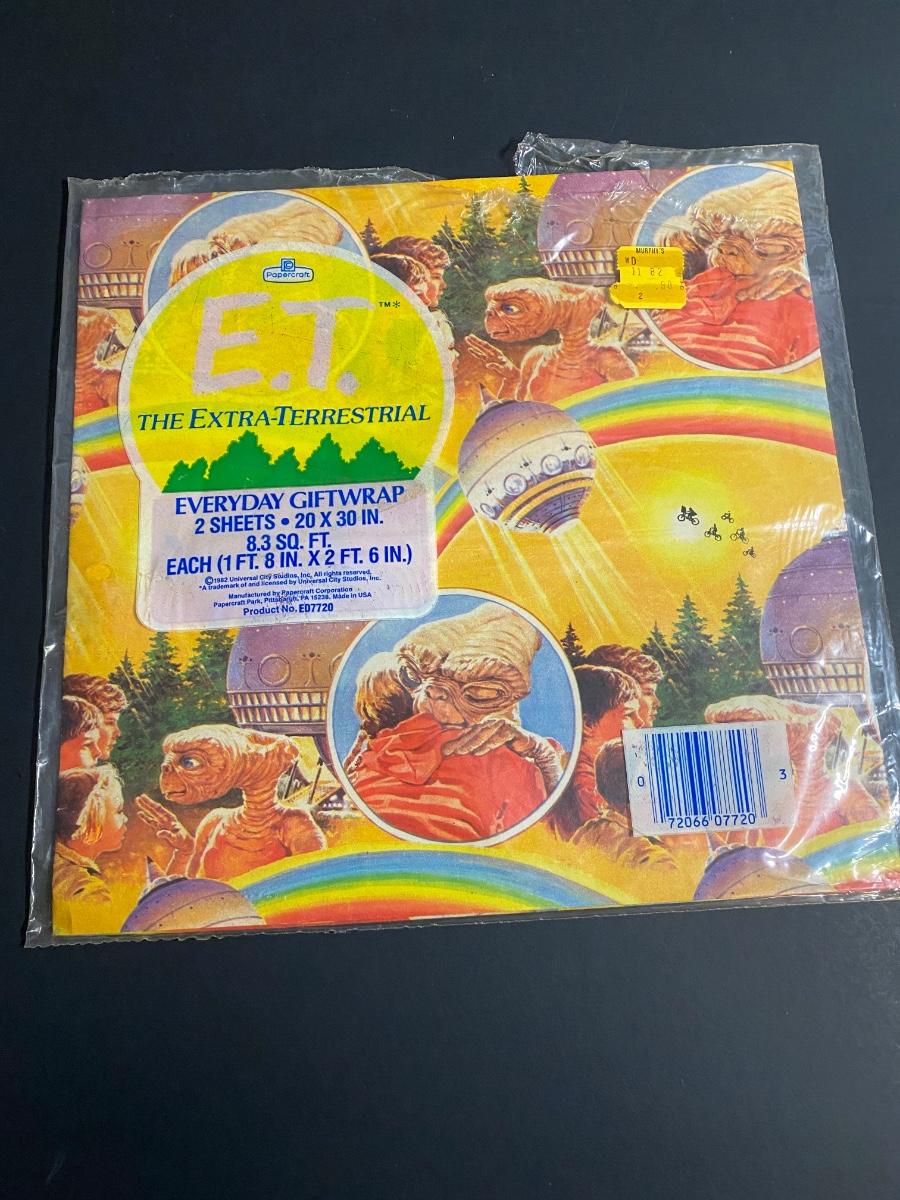 Papercraft
E.T.
TM*
THE EXTRA-TERRESTRIAL
EVERYDAY GIFTWRAP
2 SHEETS • 20 X 30 IN.
8.3 SQ. FT.
EACH (1 FT. 8 IN. X 2 FT. 6 IN.)
©1982 Universal City Studios, Inc. All rights reserved.
*A trademark of and licensed by Universal City Studios, Inc.
Manufactured by Papercraft Corporation
Papercraft Park, Pittsburgh, PA 15238. Made in USA
Product No. ED7720
MURPHY'S
WD
11 82
.50
2
0
3
72066 07720